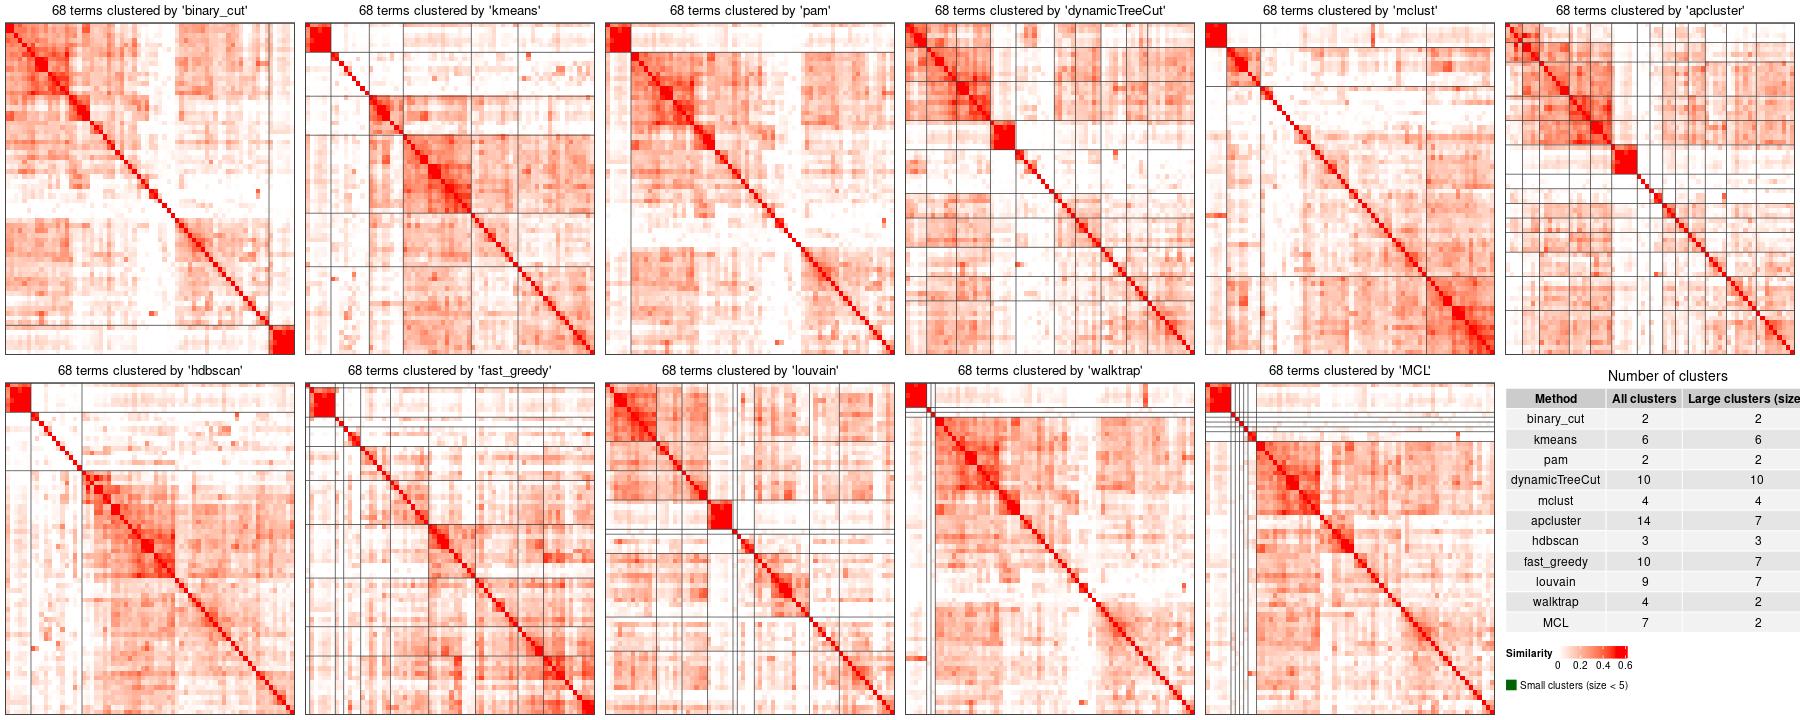 68 terms clustered by 'binary_cut'
68 terms clustered by 'kmeans'
68 terms clustered by 'pam'
68 terms clustered by 'dynamicTreeCut'
68 terms clustered by 'mclust'
68 terms clustered by 'apcluster'
68 terms clustered by 'hdbscan'
68 terms clustered by 'fast_greedy'
68 terms clustered by 'louvain'
68 terms clustered by 'walktrap'
68 terms clustered by 'MCL'
Number of clusters
Method All clusters Large clusters (size
binary_cut 2 2
kmeans 6 6
pam 2 2
dynamicTreeCut 10 10
mclust 4 4
apcluster 14 7
hdbscan 3 3
fast_greedy 10 7
louvain 9 7
walktrap 4 2
MCL 7 2
Similarity
0 0.2 0.4 0.6
Small clusters (size < 5)